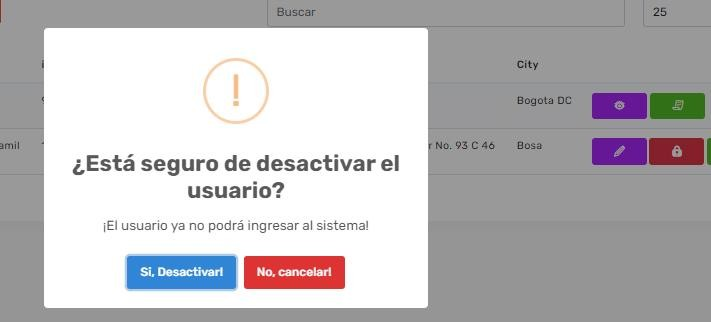 Buscar
25
City
Bogota DC
amil
r No. 93 C 46
Bosa
!
¿Está seguro de desactivar el
usuario?
¡El usuario ya no podrá ingresar al sistema!
Si, Desactivar!
No, cancelar!